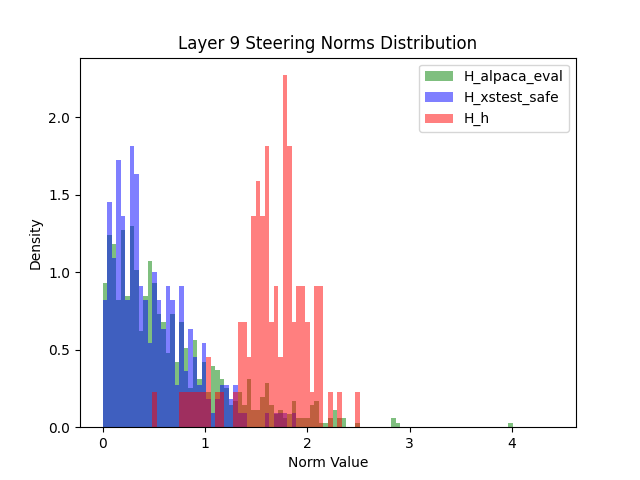 Layer 9 Steering Norms Distribution
H_alpaca_eval
H_xstest_safe
H_h
Density
2.0
1.5
1.0
0.5
0.0
0
1
2
3
4
Norm Value